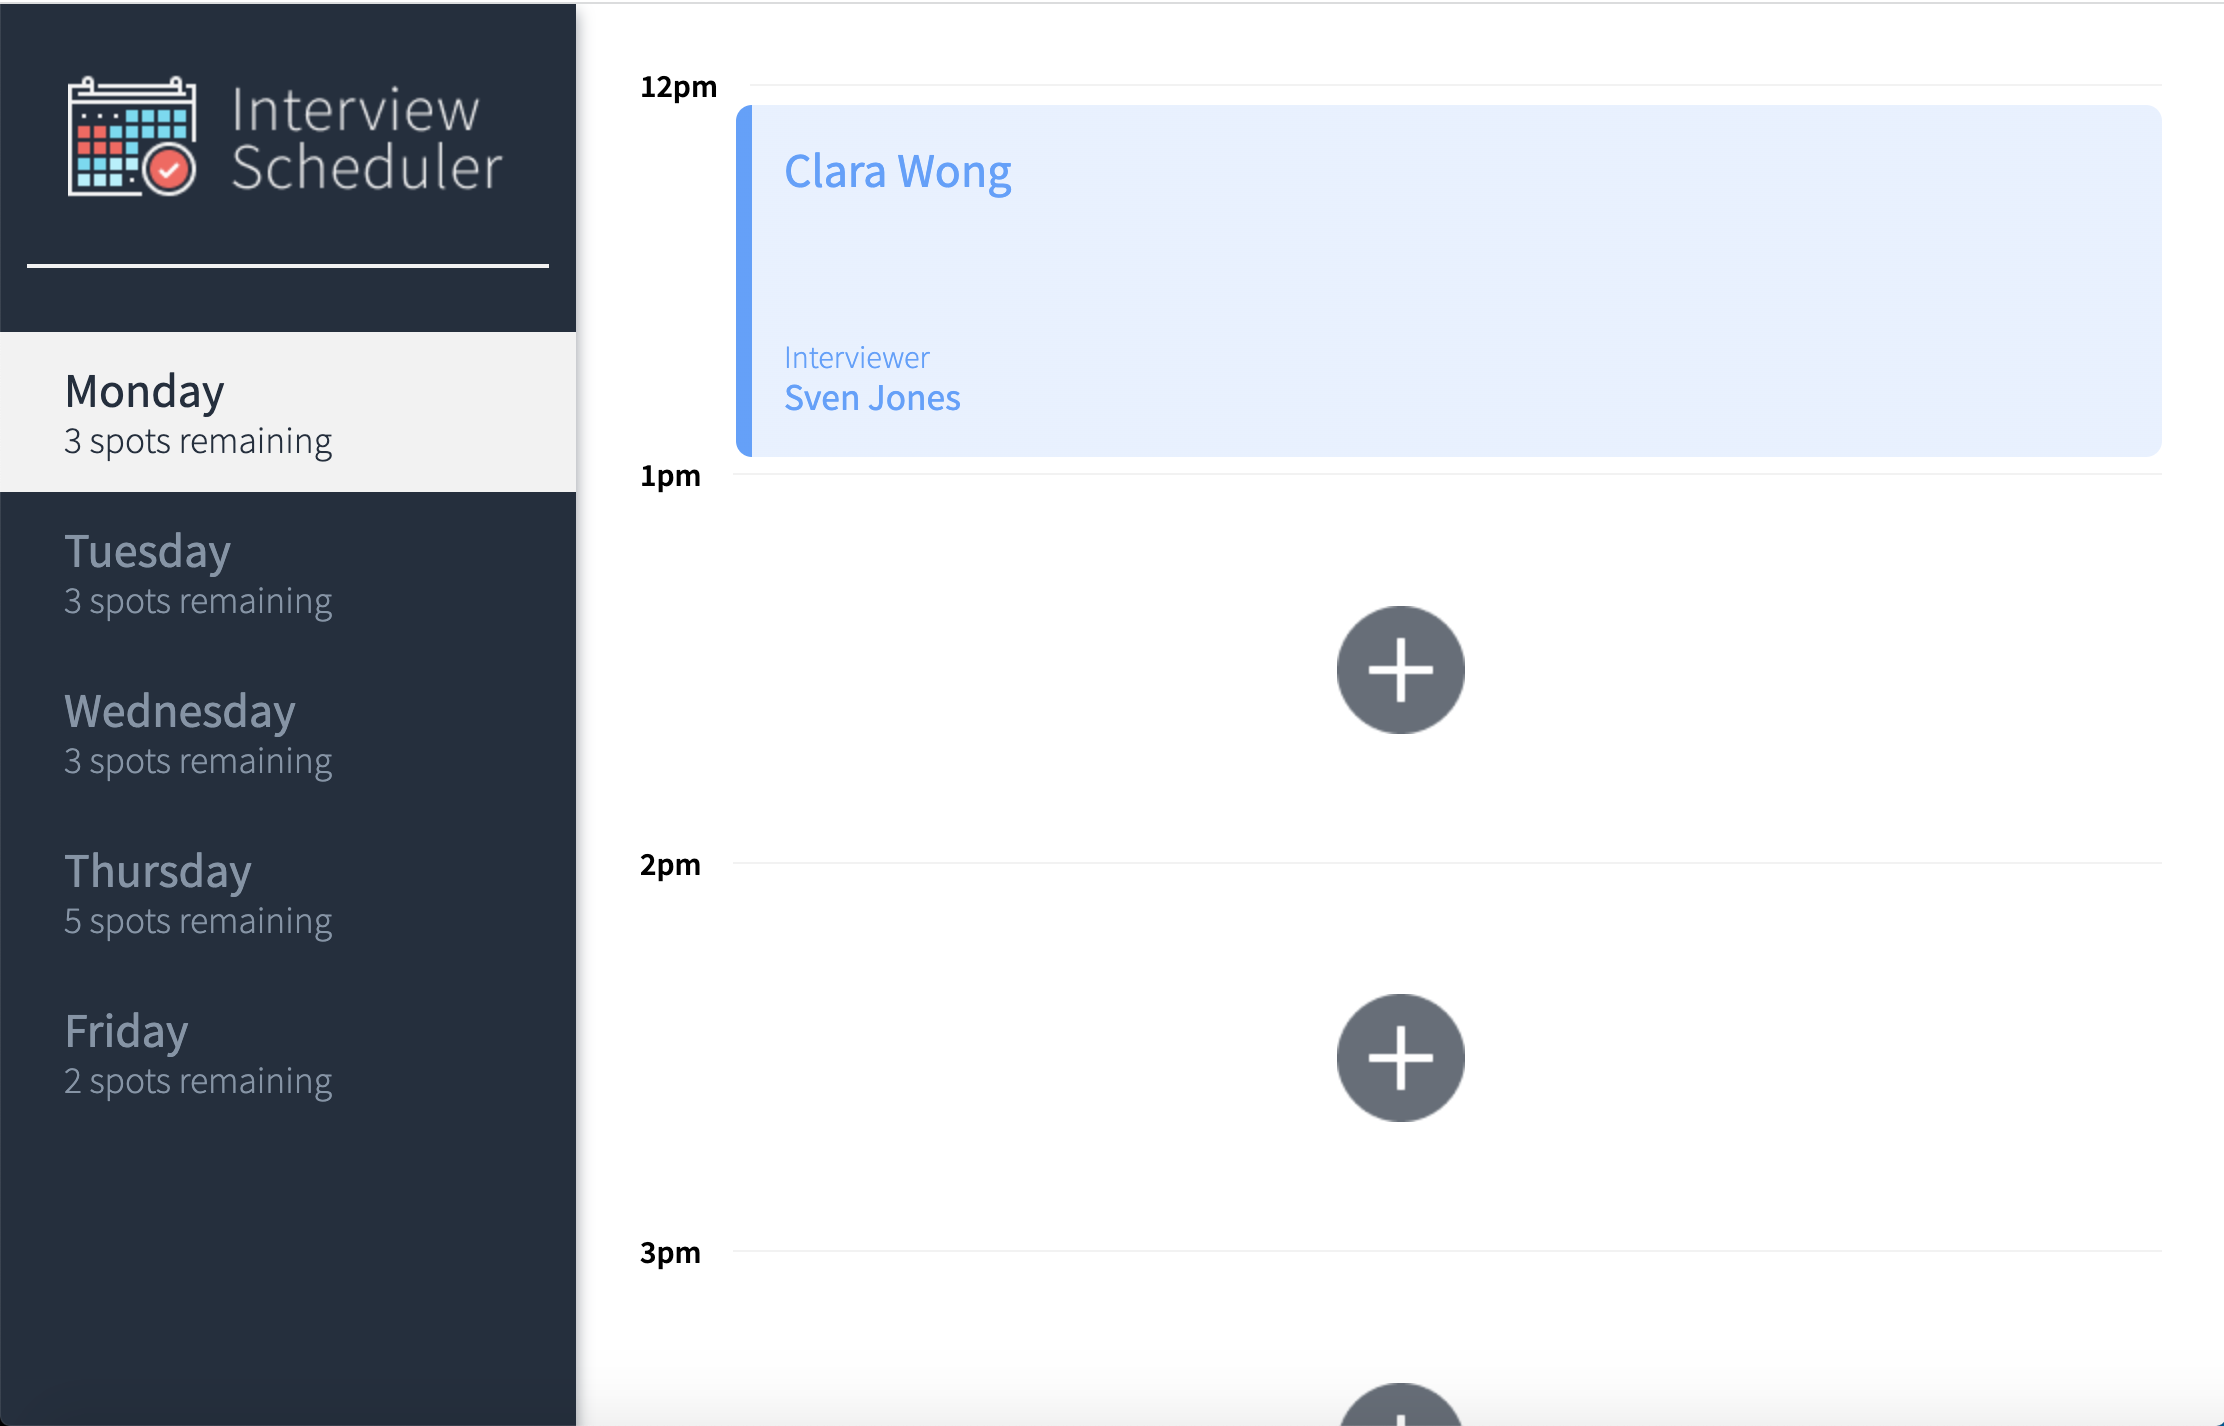 Interview
Scheduler
Monday
3 spots remaining
Tuesday
3 spots remaining
Wednesday
3 spots remaining
Thursday
5 spots remaining
Friday
2 spots remaining
12pm
Clara Wong
Interviewer
Sven Jones
1pm
2pm
3pm